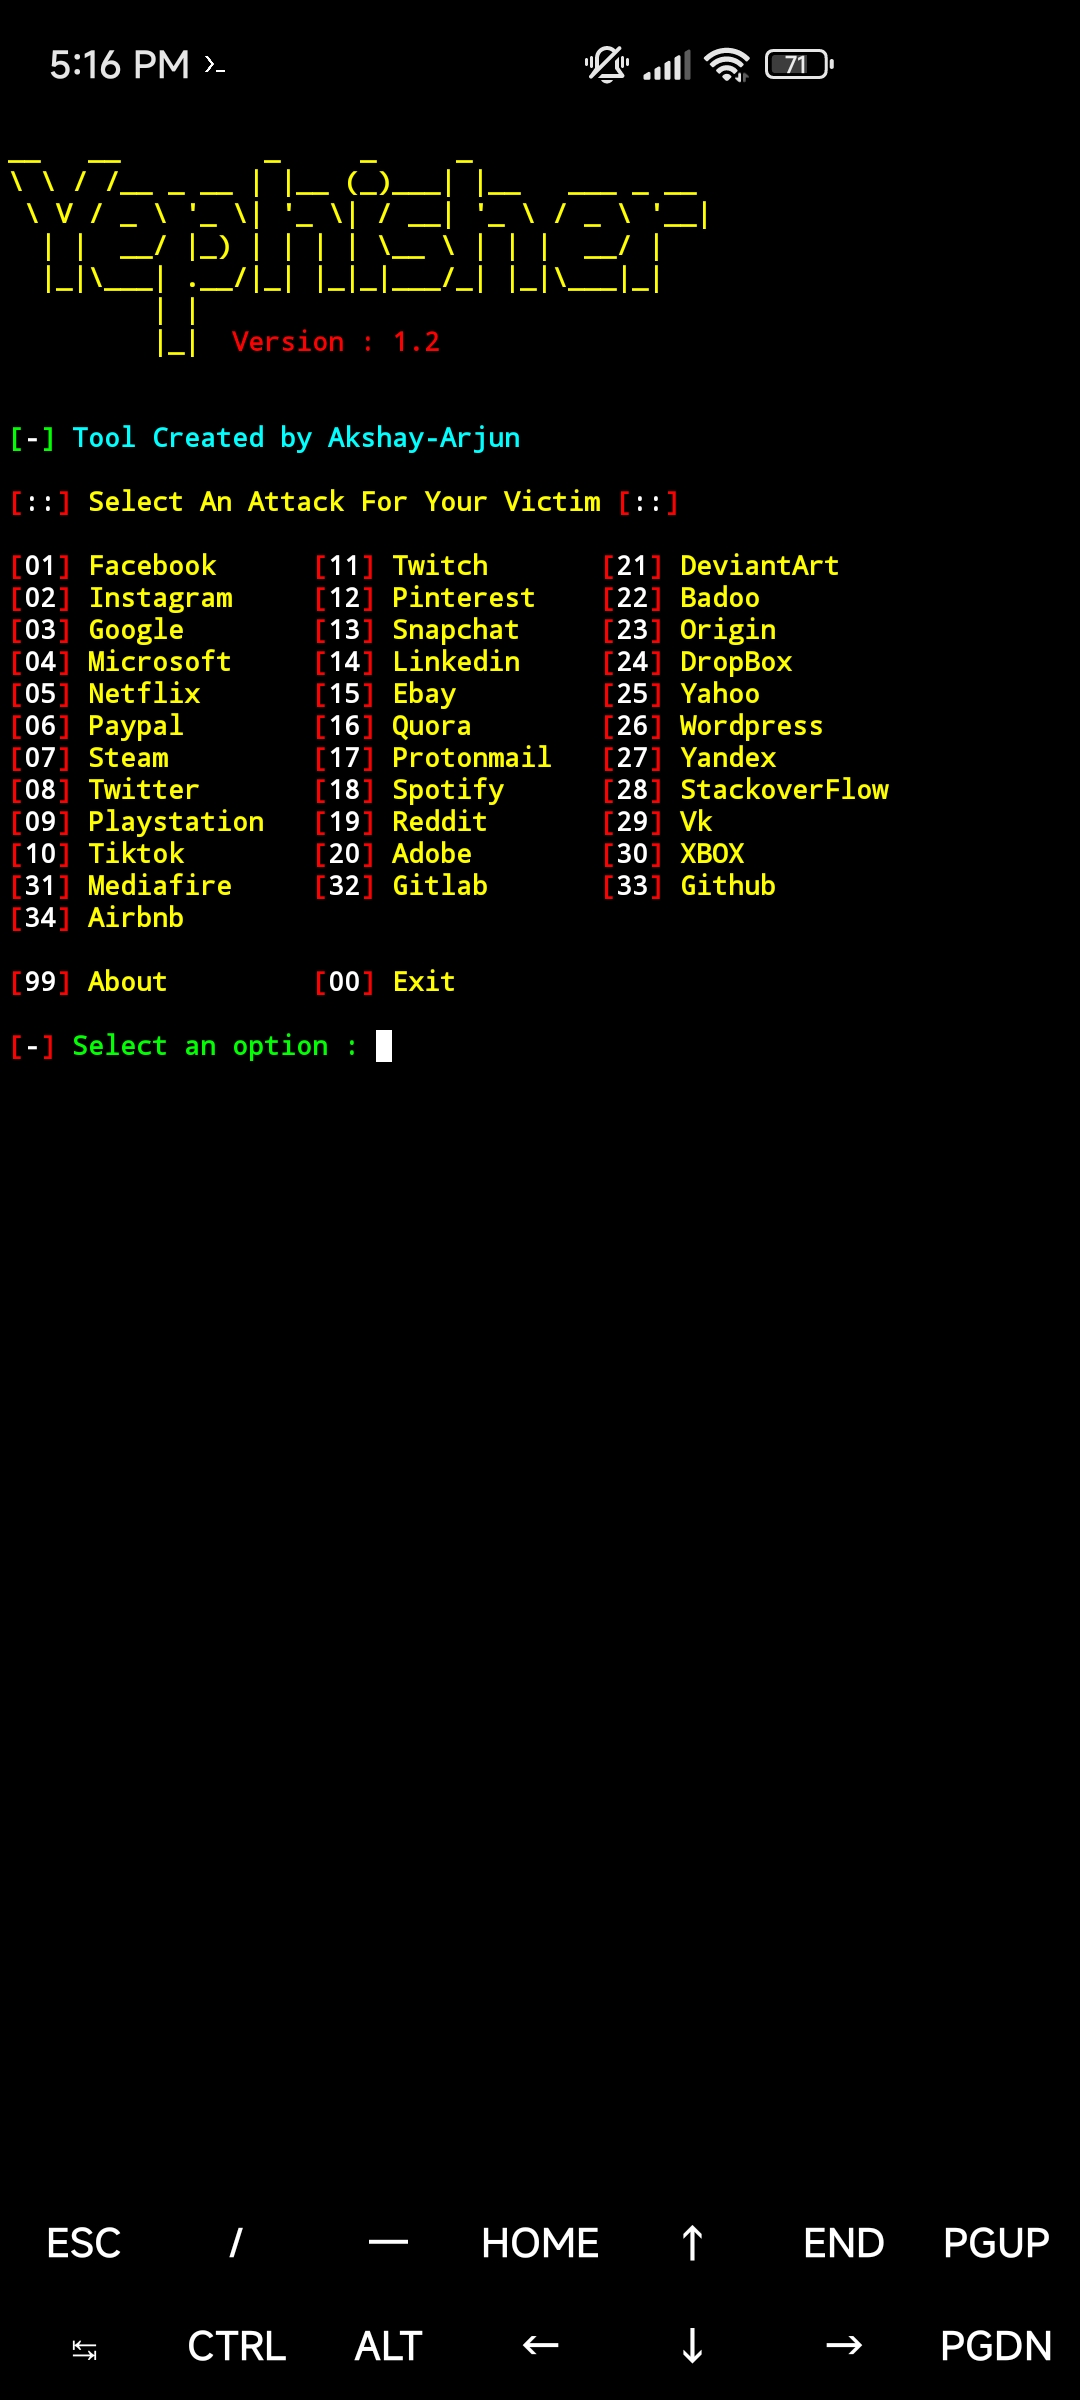 5:16 PM
71
Yephisher
Version : 1.2
[-] Tool Created by Akshay-Arjun
[::] Select An Attack For Your Victim [::]
[01] Facebook [11] Twitch [21] DeviantArt
[02] Instagram [12] Pinterest [22] Badoo
[03] Google [13] Snapchat [23] Origin
[04] Microsoft [14] Linkedin [24] DropBox
[05] Netflix [15] Ebay [25] Yahoo
[06] Paypal [16] Quora [26] Wordpress
[07] Steam [17] Protonmail [27] Yandex
[08] Twitter [18] Spotify [28] StackoverFlow
[09] Playstation [19] Reddit [29] Vk
[10] Tiktok [20] Adobe [30] XBOX
[31] Mediafire [32] Gitlab [33] Github
[34] Airbnb
[99] About [00] Exit
[-] Select an option :
ESC / — HOME ↑ END PGUP
↹ CTRL ALT ← ↓ → PGDN